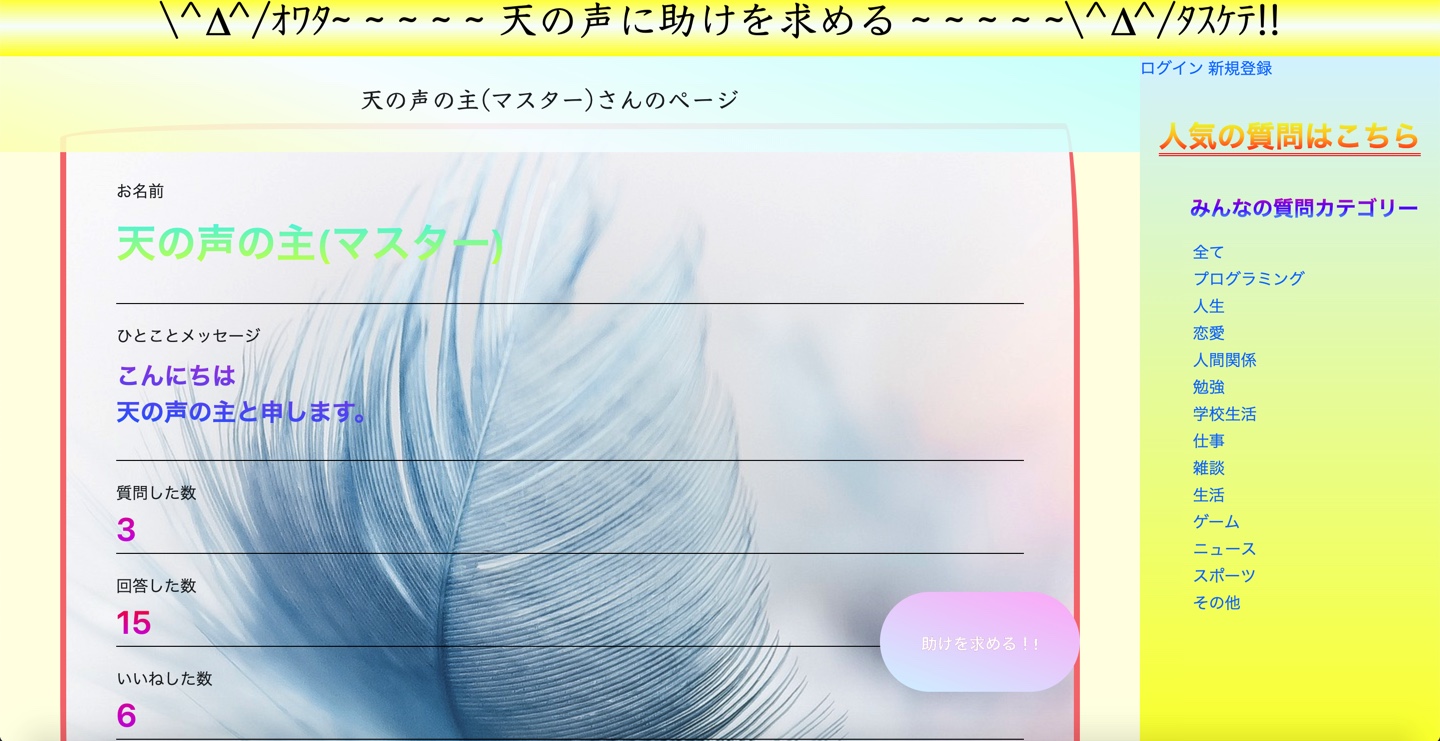 \^Δ^/ｵﾜﾀ~ ~ ~ ~ ~ ~ 天の声に助けを求める ~ ~ ~ ~ ~\^Δ^/ﾀｽｹﾃ!!
ログイン 新規登録
天の声の主(マスター)さんのページ
お名前
天の声の主(マスター)
ひとことメッセージ
こんにちは
天の声の主と申します。
質問した数
3
回答した数
15
いいねした数
6
助けを求める！！
人気の質問はこちら
みんなの質問カテゴリー
全て
プログラミング
人生
恋愛
人間関係
勉強
学校生活
仕事
雑談
生活
ゲーム
ニュース
スポーツ
その他